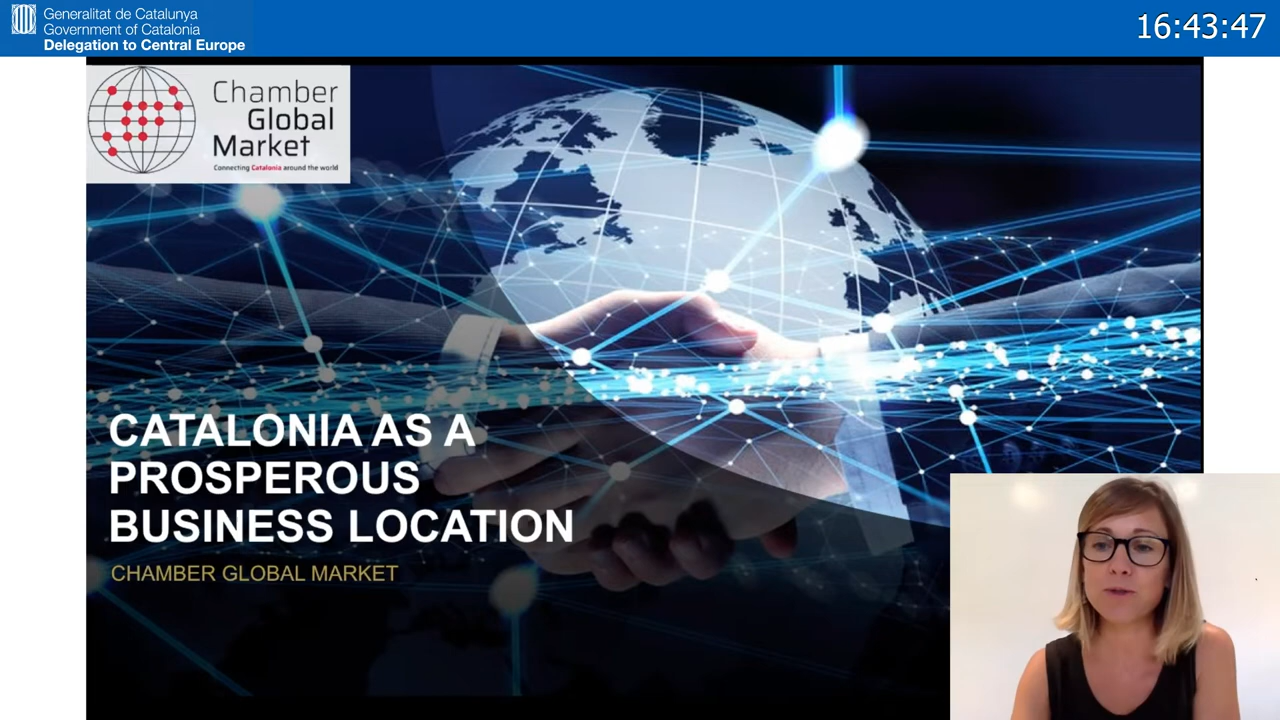 Generalitat de Catalunya
Government of Catalonia
Delegation to Central Europe
16:43:47
Chamber
Global
Market
Connecting Catalonia around the world
CATALONIA AS A
PROSPEROUS
BUSINESS LOCATION
CHAMBER GLOBAL MARKET